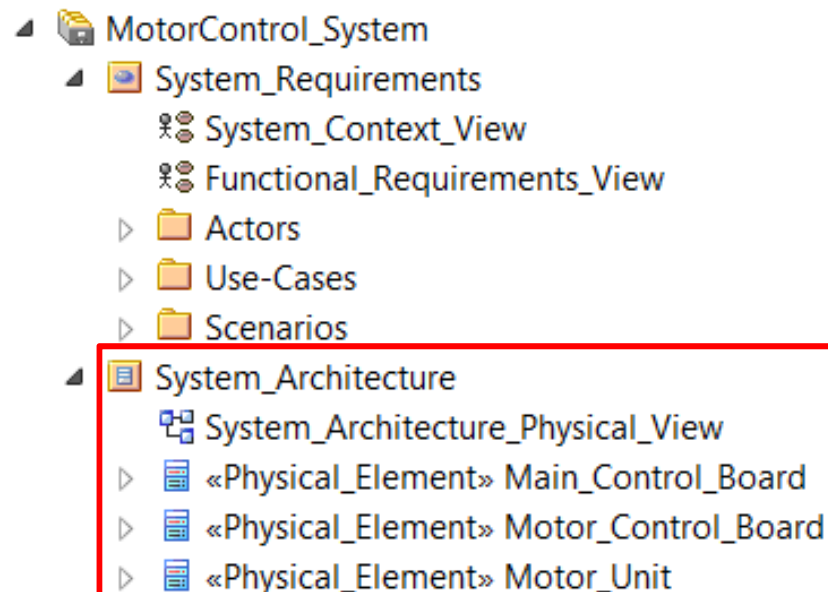 MotorControl_System
System_Requirements
System_Context_View
Functional_Requirements_View
Actors
Use-Cases
Scenarios
System_Architecture
System_Architecture_Physical_View
«Physical_Element» Main_Control_Board
«Physical_Element» Motor_Control_Board
«Physical_Element» Motor_Unit